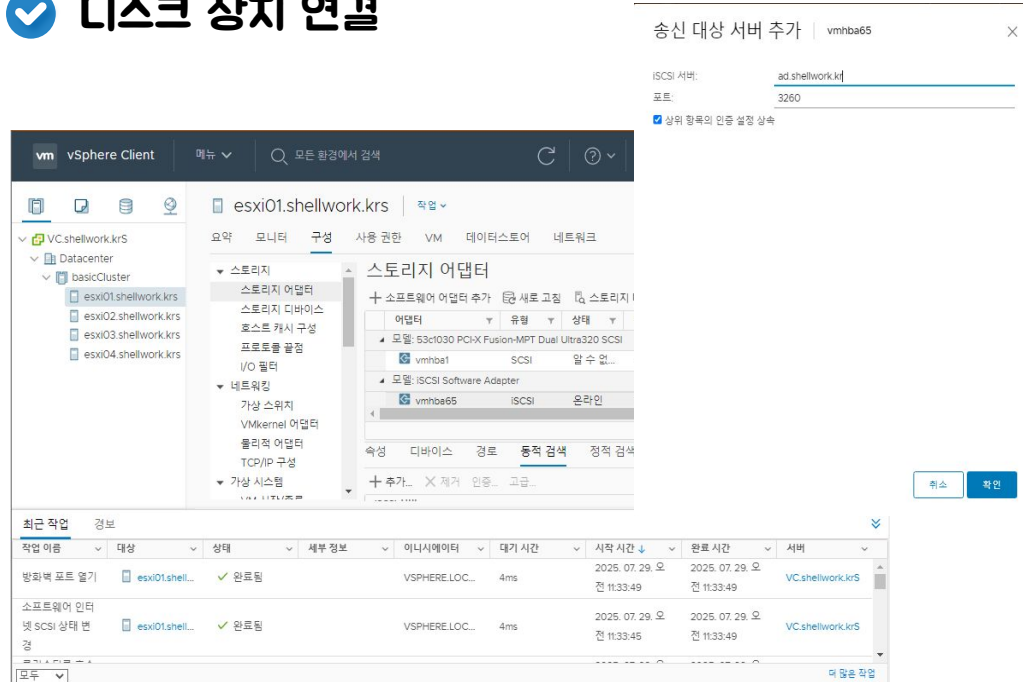 디스크 장치 연결
송신 대상 서버 추가 vmhba65
iSCSI 서버: ad.shellwork.kr
포트: 3260
상위 항목의 인증 설정 상속
취소 확인
vm vSphere Client 메뉴 모든 환경에서 검색
esxi01.shellwork.krs 작업
요약 모니터 구성 사용 권한 VM 데이터스토어 네트워크
VC.shellwork.krS
Datacenter
basicCluster
esxi01.shellwork.krs
esxi02.shellwork.krs
esxi03.shellwork.krs
esxi04.shellwork.krs
스토리지
스토리지 어댑터
스토리지 디바이스
호스트 캐시 구성
프로토콜 끝점
I/O 필터
네트워킹
가상 스위치
VMkernel 어댑터
물리적 어댑터
TCP/IP 구성
가상 시스템
스토리지 어댑터
소프트웨어 어댑터 추가 새로 고침 스토리지
어댑터 유형 상태
모델: 53c1030 PCI-X Fusion-MPT Dual Ultra320 SCSI
vmhba1 SCSI 알 수 없...
모델: iSCSI Software Adapter
vmhba65 iSCSI 온라인
속성 디바이스 경로 동적 검색 정적 검색
추가... 제거 인증... 고급...
최근 작업 경보
작업 이름 대상 상태 세부 정보 이니시에이터 대기 시간 시작 시간 완료 시간 서버
방화벽 포트 열기 esxi01.shell... 완료됨 VSPHERE.LOC... 4ms 2025. 07. 29. 오전 11:33:49 2025. 07. 29. 오전 11:33:49 VC.shellwork.krS
소프트웨어 인터
넷 SCSI 상태 변
경 esxi01.shell... 완료됨 VSPHERE.LOC... 4ms 2025. 07. 29. 오전 11:33:45 2025. 07. 29. 오전 11:33:49 VC.shellwork.krS
모두 더 많은 작업